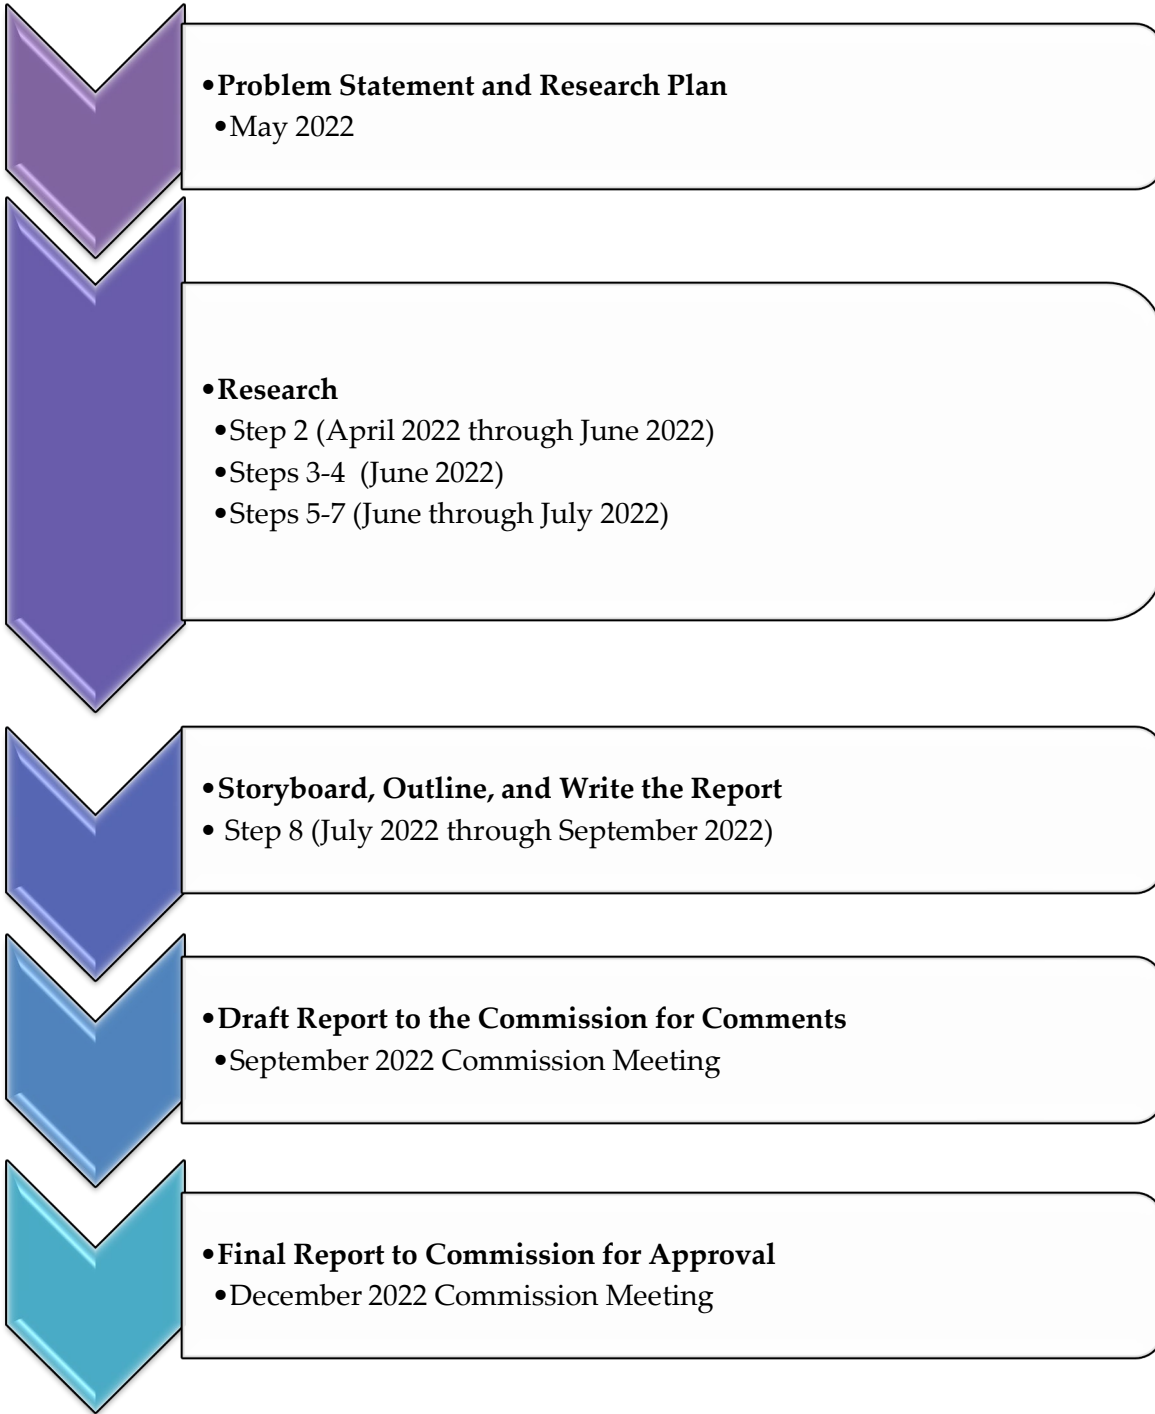 •Problem Statement and Research Plan
•May 2022
•Research
•Step 2 (April 2022 through June 2022)
•Steps 3-4  (June 2022)
•Steps 5-7 (June through July 2022)
•Storyboard, Outline, and Write the Report
• Step 8 (July 2022 through September 2022)
•Draft Report to the Commission for Comments
•September 2022 Commission Meeting
•Final Report to Commission for Approval
•December 2022 Commission Meeting